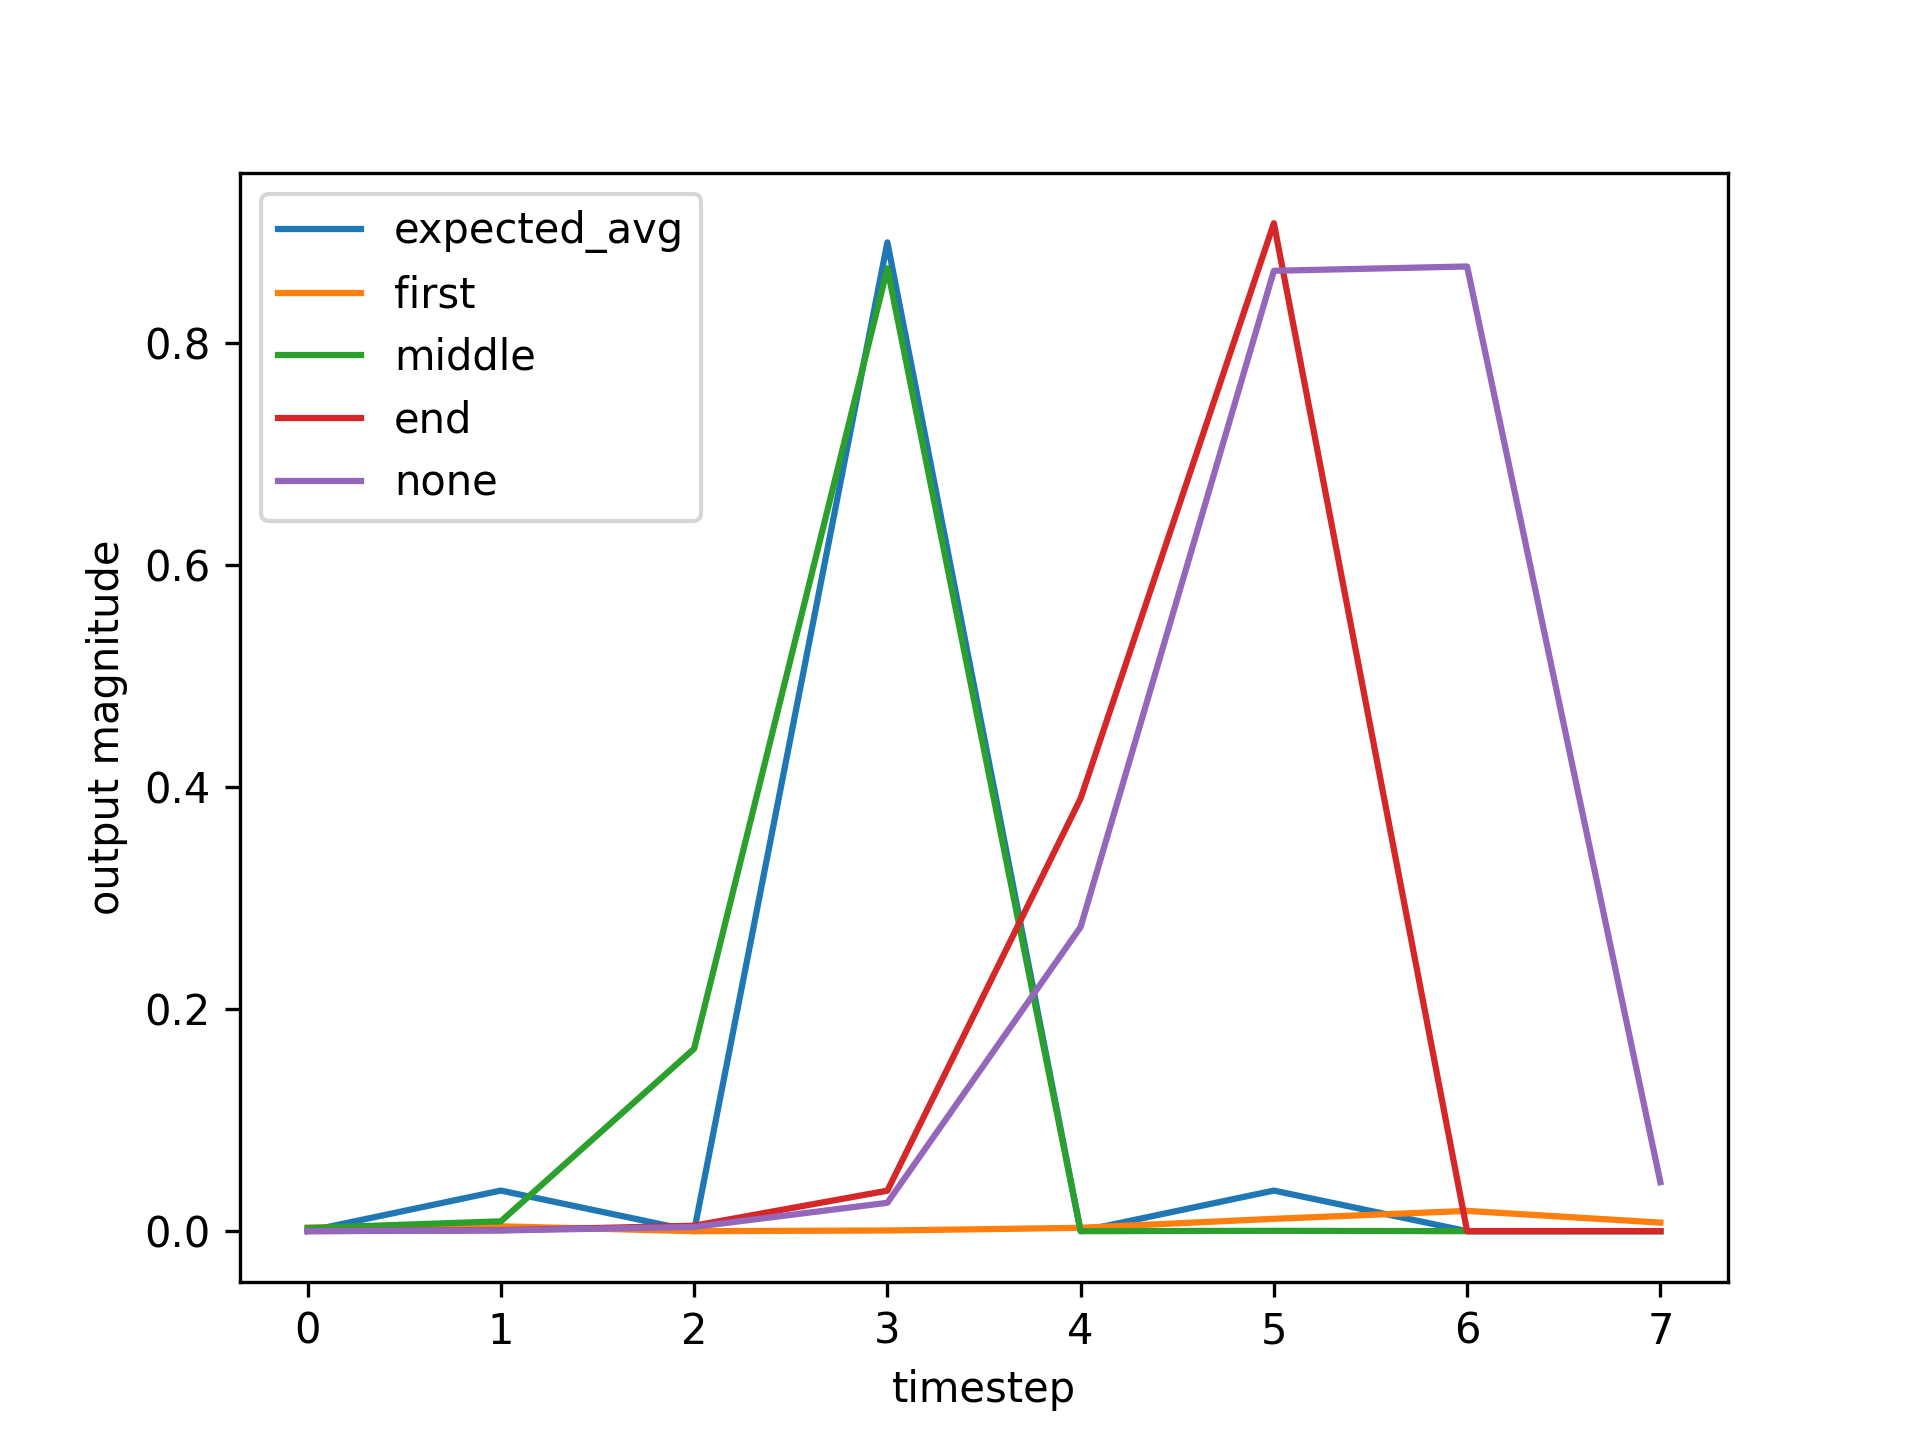 expected_avg
first
middle
end
none
0.8
0.6
0.4
0.2
0.0
output magnitude
0 1 2 3 4 5 6 7
timestep